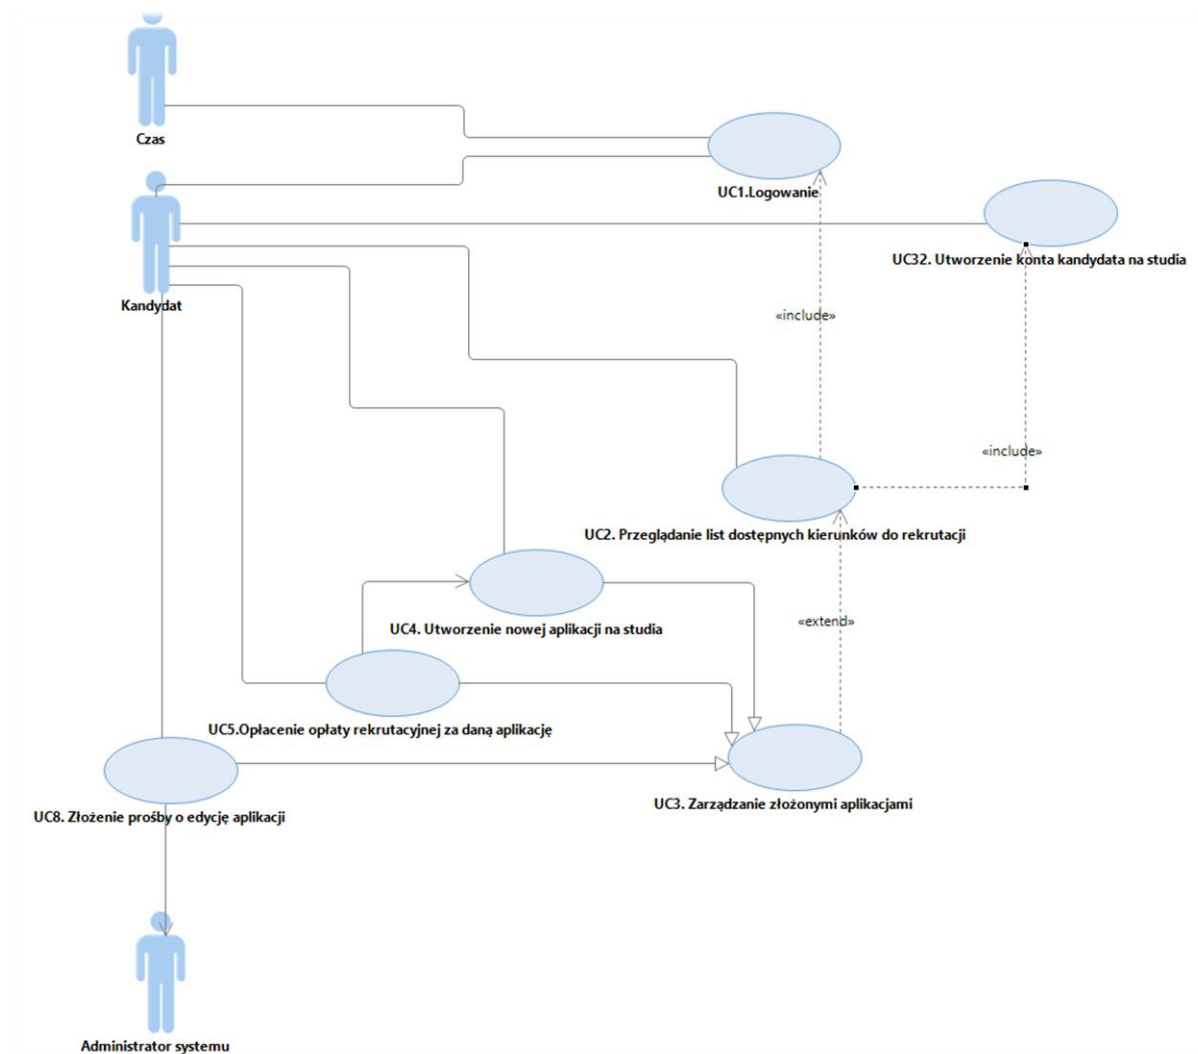 Czas
UC1.Logowanie
UC32. Utworzenie konta kandydata na studia
Kandydat
«include»
«include»
UC2. Przeglądanie list dostępnych kierunków do rekrutacji
«extend»
UC4. Utworzenie nowej aplikacji na studia
UC5.Opłacenie opłaty rekrutacyjnej za daną aplikację
UC3. Zarządzanie złożonymi aplikacjami
UC8. Złożenie prośby o edycję aplikacji
Administrator systemu